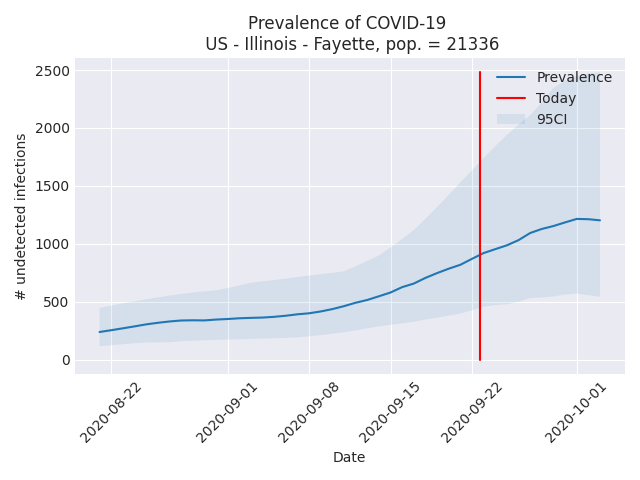 Prevalence of COVID-19
US - Illinois - Fayette, pop. = 21336
2500
2000
1500
1000
500
0
# undetected infections
Prevalence
Today
95CI
2020-08-22
2020-09-01
2020-09-08
2020-09-15
2020-09-22
2020-10-01
Date